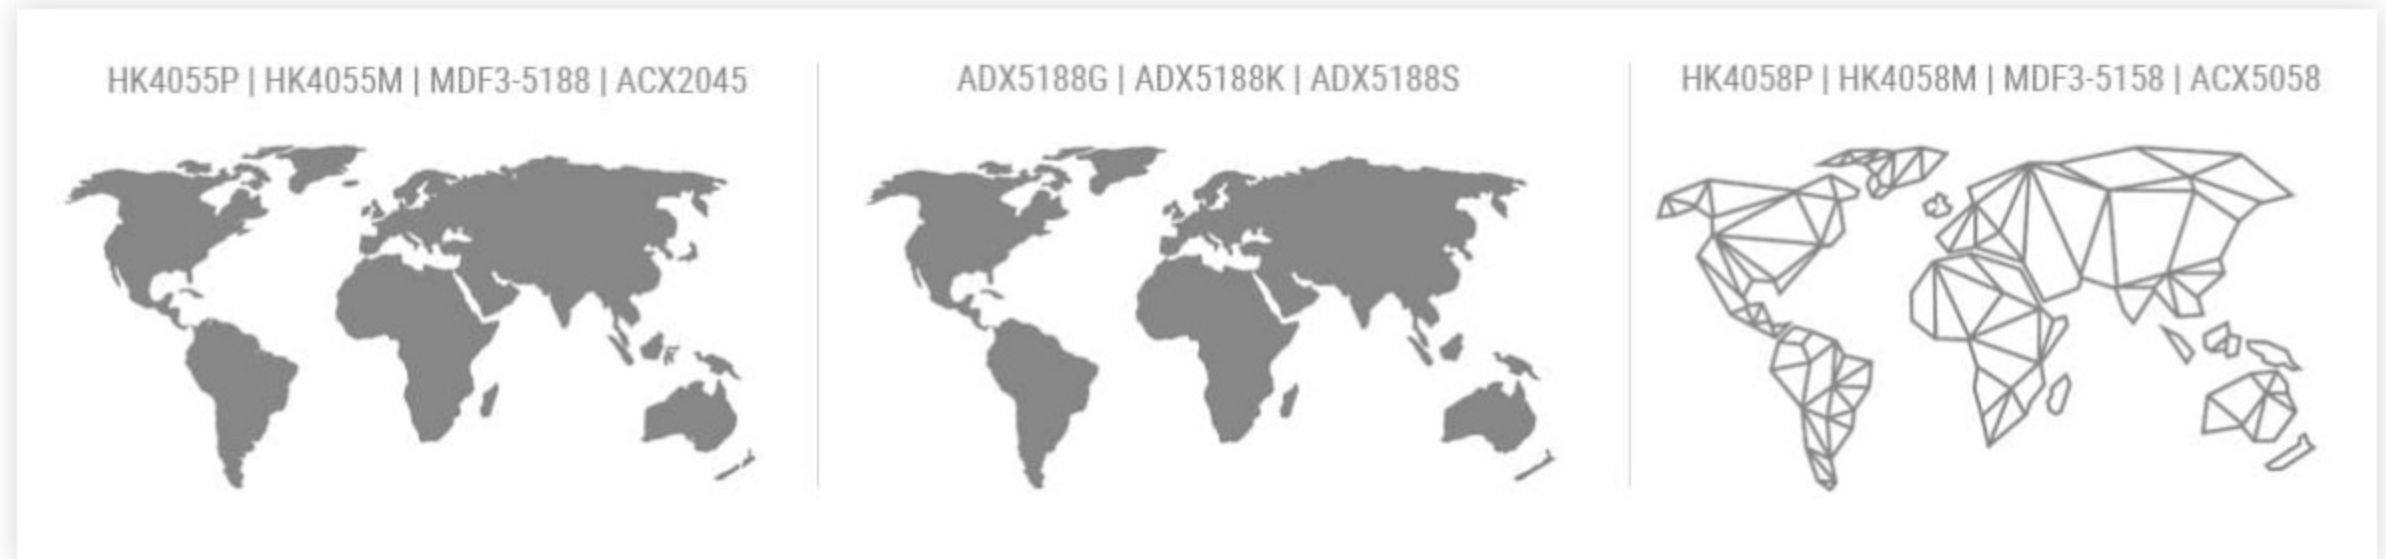 HK4055P | HK4055M | MDF3-5188 | ACX2045
ADX5188G | ADX5188K | ADX5188S
HK4058P | HK4058M | MDF3-5158 | ACX5058